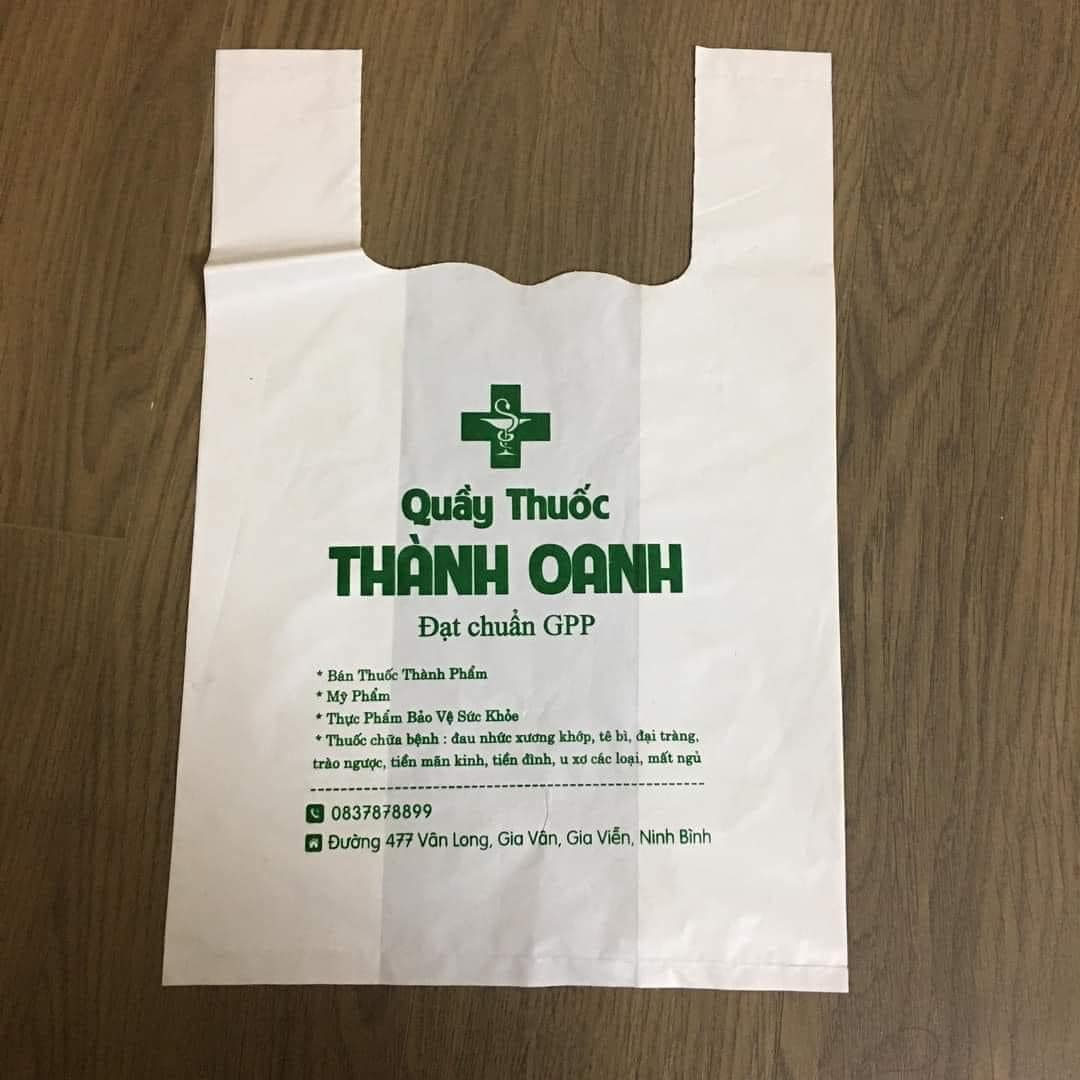 Quầy Thuốc
THÀNH OANH
Đạt chuẩn GPP
* Bán Thuốc Thành Phẩm
* Mỹ Phẩm
* Thực Phẩm Bảo Vệ Sức Khỏe
* Thuốc chữa bệnh : đau nhức xương khớp, tê bì, đại tràng,
trào ngược, tiền mãn kinh, tiền đình, u xơ các loại, mất ngủ
0837878899
Đường 477 Vân Long, Gia Vân, Gia Viễn, Ninh Bình